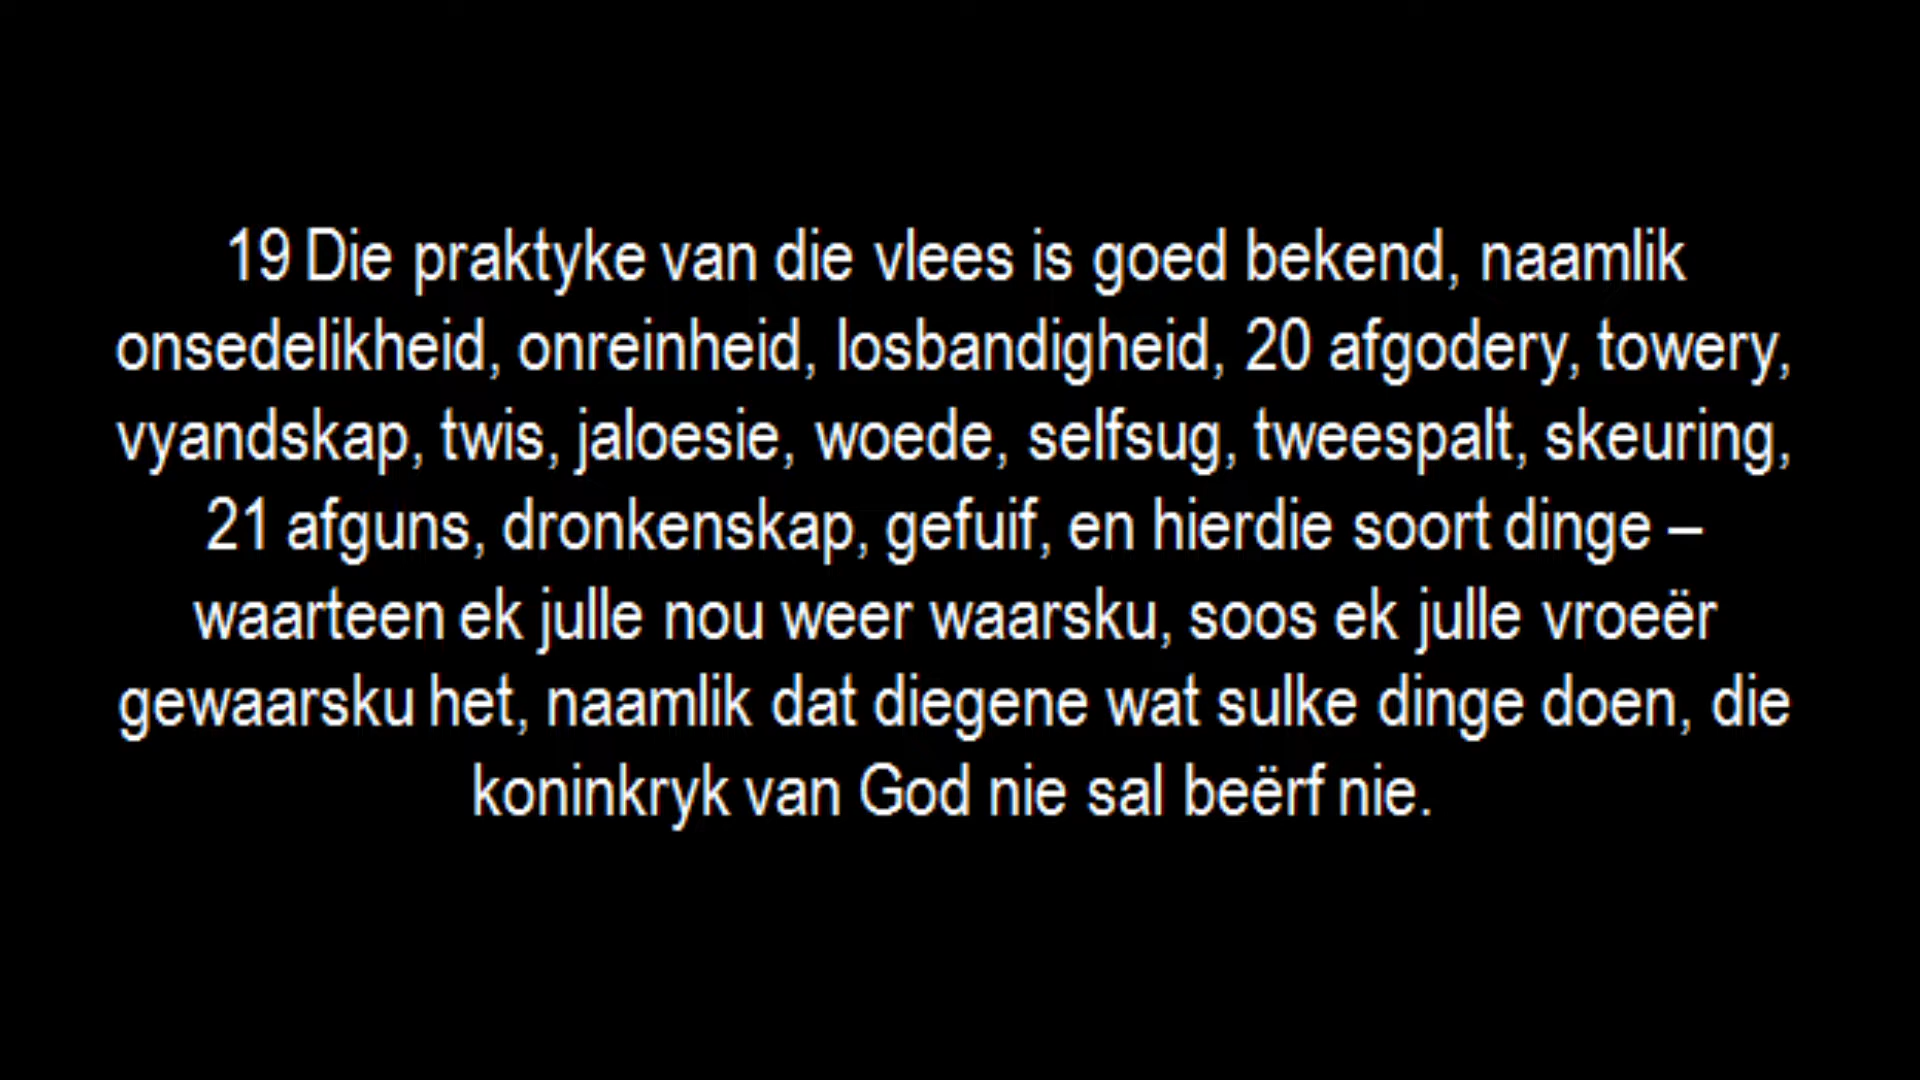 19 Die praktyke van die vlees is goed bekend, naamlik
onsedelikheid, onreinheid, losbandigheid, 20 afgodery, towery,
vyandskap, twis, jaloesie, woede, selfsug, tweespalt, skeuring,
21 afguns, dronkenskap, gefuif, en hierdie soort dinge –
waarteen ek julle nou weer waarsku, soos ek julle vroeër
gewaarsku het, naamlik dat diegene wat sulke dinge doen, die
koninkryk van God nie sal beërf nie.